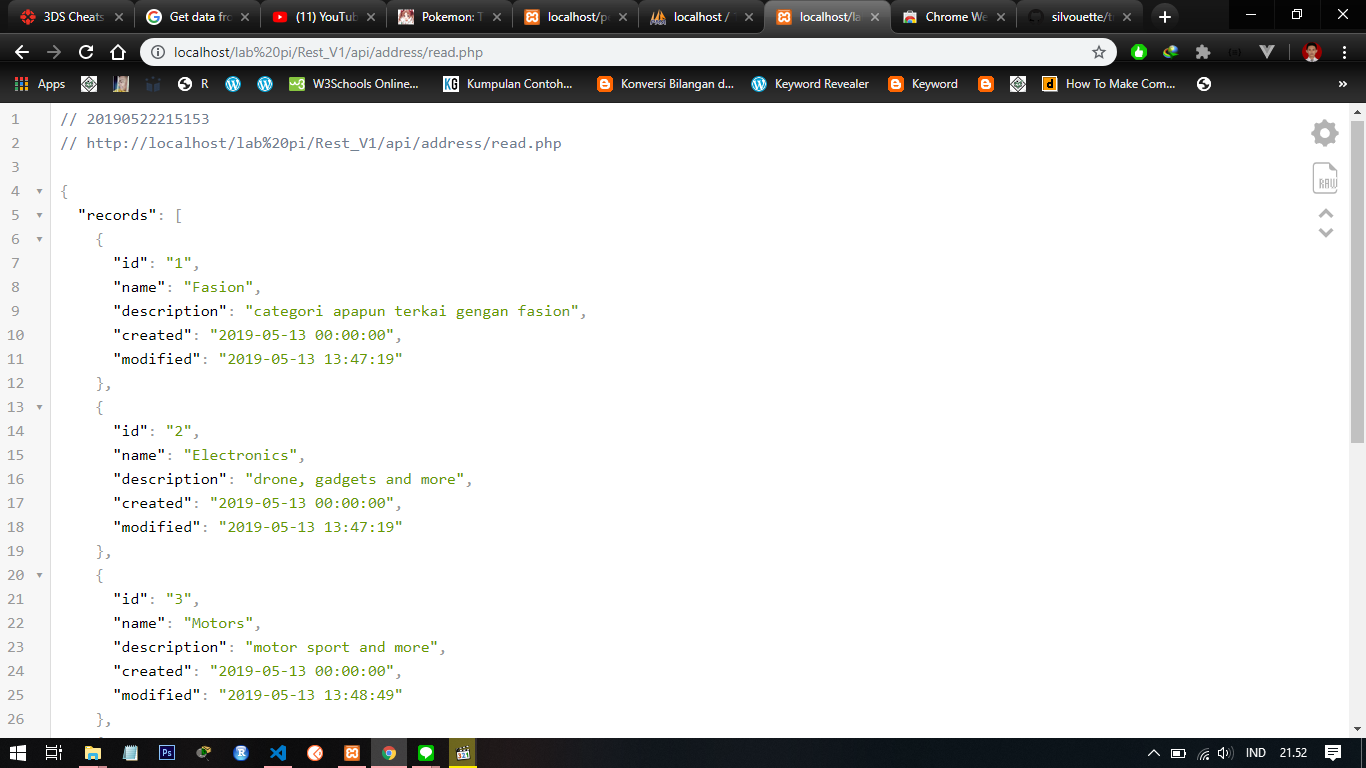 3DS Cheats
Get data fro
(11) YouTub
Pokemon: T
localhost/p
localhost /
localhost/la
Chrome We
silvouette/t
localhost/lab%20pi/Rest_V1/api/address/read.php
Apps
R
W3Schools Online...
KG Kumpulan Contoh...
Konversi Bilangan d...
Keyword Revealer
Keyword
How To Make Com...
»
1 // 20190522215153
2 // http://localhost/lab%20pi/Rest_V1/api/address/read.php
3
4 {
5 "records": [
6 {
7 "id": "1",
8 "name": "Fasion",
9 "description": "categori apapun terkai gengan fasion",
10 "created": "2019-05-13 00:00:00",
11 "modified": "2019-05-13 13:47:19"
12 },
13 {
14 "id": "2",
15 "name": "Electronics",
16 "description": "drone, gadgets and more",
17 "created": "2019-05-13 00:00:00",
18 "modified": "2019-05-13 13:47:19"
19 },
20 {
21 "id": "3",
22 "name": "Motors",
23 "description": "motor sport and more",
24 "created": "2019-05-13 00:00:00",
25 "modified": "2019-05-13 13:48:49"
26 },
RAW
Ps
IND
21.52